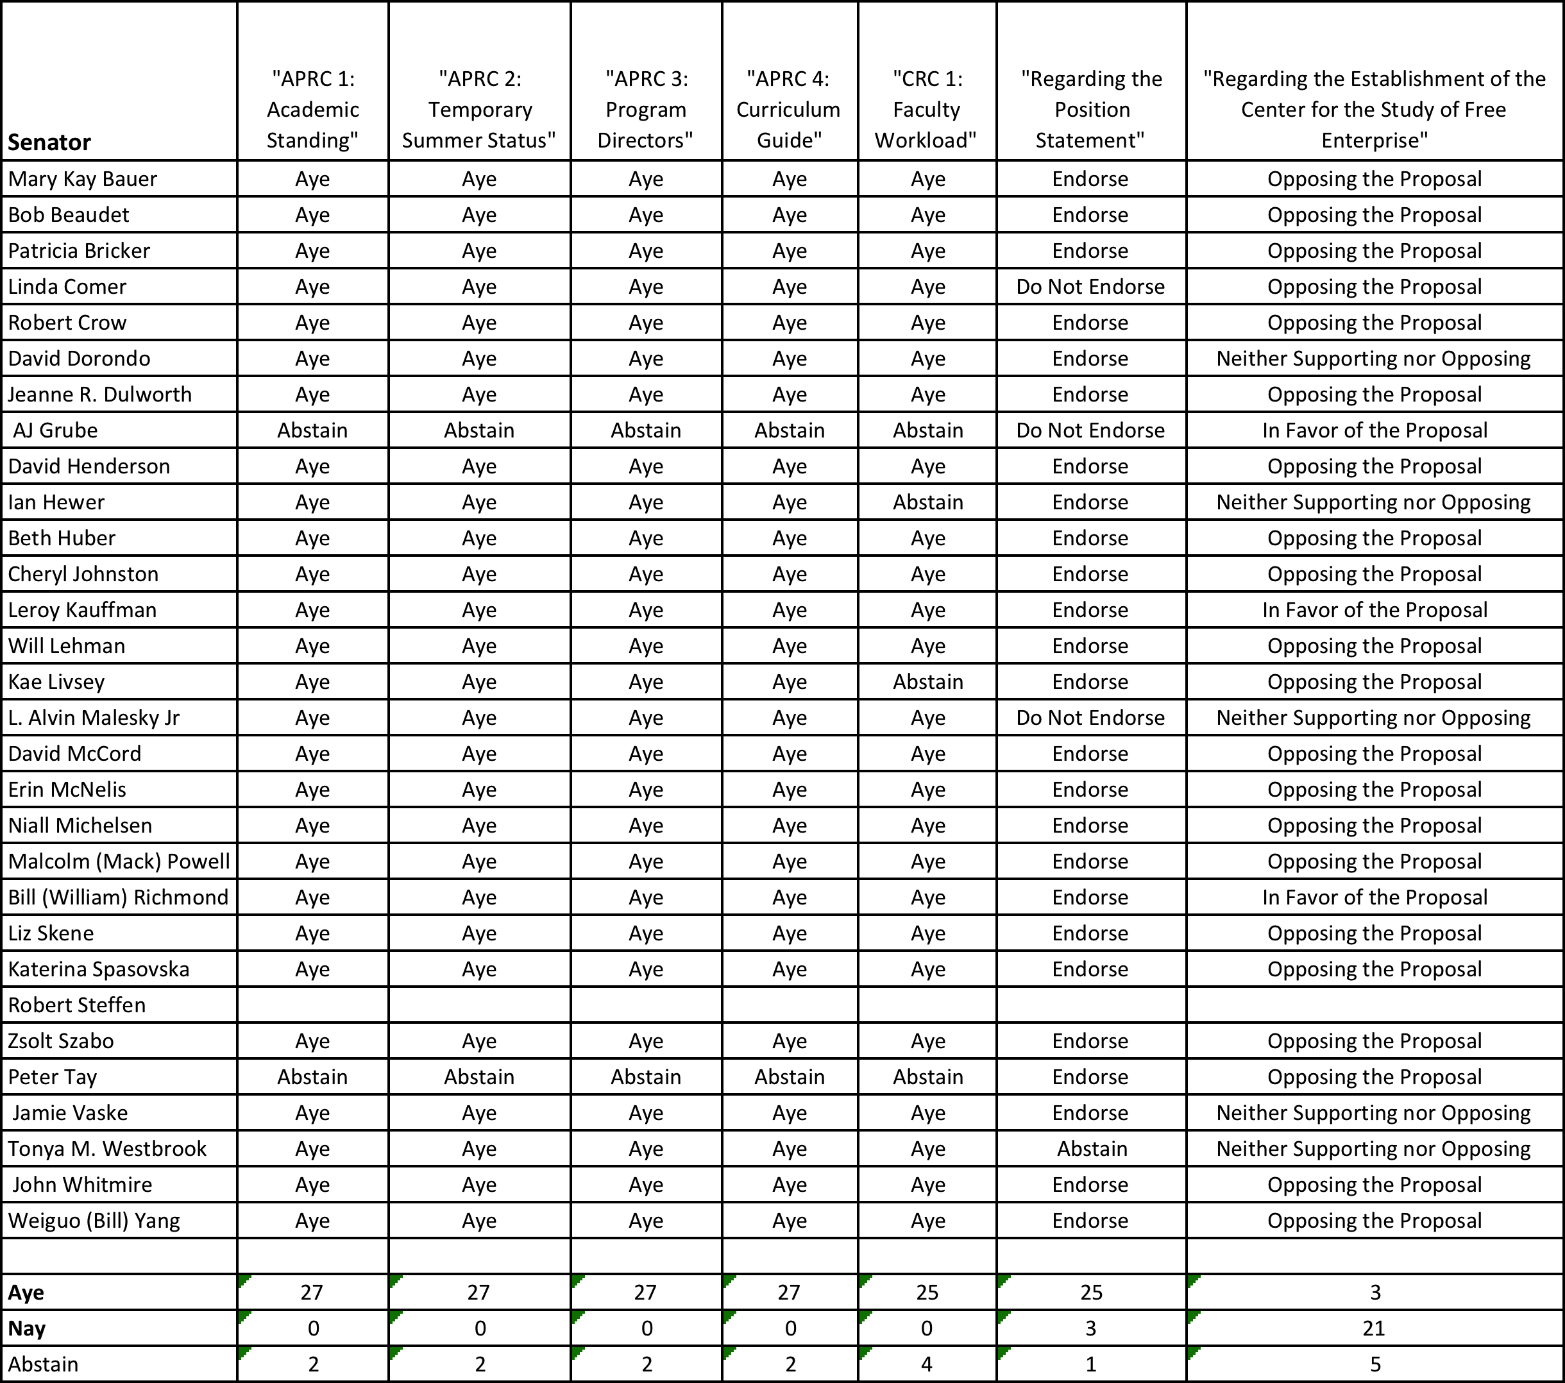 Senator "APRC 1: Academic Standing" "APRC 2: Temporary Summer Status" "APRC 3: Program Directors" "APRC 4: Curriculum Guide" "CRC 1: Faculty Workload" "Regarding the Position Statement" "Regarding the Establishment of the Center for the Study of Free Enterprise"
Mary Kay Bauer Aye Aye Aye Aye Aye Endorse Opposing the Proposal
Bob Beaudet Aye Aye Aye Aye Aye Endorse Opposing the Proposal
Patricia Bricker Aye Aye Aye Aye Aye Endorse Opposing the Proposal
Linda Comer Aye Aye Aye Aye Aye Do Not Endorse Opposing the Proposal
Robert Crow Aye Aye Aye Aye Aye Endorse Opposing the Proposal
David Dorondo Aye Aye Aye Aye Aye Endorse Neither Supporting nor Opposing
Jeanne R. Dulworth Aye Aye Aye Aye Aye Endorse Opposing the Proposal
AJ Grube Abstain Abstain Abstain Abstain Abstain Do Not Endorse In Favor of the Proposal
David Henderson Aye Aye Aye Aye Aye Endorse Opposing the Proposal
Ian Hewer Aye Aye Aye Aye Abstain Endorse Neither Supporting nor Opposing
Beth Huber Aye Aye Aye Aye Aye Endorse Opposing the Proposal
Cheryl Johnston Aye Aye Aye Aye Aye Endorse Opposing the Proposal
Leroy Kauffman Aye Aye Aye Aye Aye Endorse In Favor of the Proposal
Will Lehman Aye Aye Aye Aye Aye Endorse Opposing the Proposal
Kae Livsey Aye Aye Aye Aye Abstain Endorse Opposing the Proposal
L. Alvin Malesky Jr Aye Aye Aye Aye Aye Do Not Endorse Neither Supporting nor Opposing
David McCord Aye Aye Aye Aye Aye Endorse Opposing the Proposal
Erin McNelis Aye Aye Aye Aye Aye Endorse Opposing the Proposal
Niall Michelsen Aye Aye Aye Aye Aye Endorse Opposing the Proposal
Malcolm (Mack) Powell Aye Aye Aye Aye Aye Endorse Opposing the Proposal
Bill (William) Richmond Aye Aye Aye Aye Aye Endorse In Favor of the Proposal
Liz Skene Aye Aye Aye Aye Aye Endorse Opposing the Proposal
Katerina Spasovska Aye Aye Aye Aye Aye Endorse Opposing the Proposal
Robert Steffen
Zsolt Szabo Aye Aye Aye Aye Aye Endorse Opposing the Proposal
Peter Tay Abstain Abstain Abstain Abstain Abstain Endorse Opposing the Proposal
Jamie Vaske Aye Aye Aye Aye Aye Endorse Neither Supporting nor Opposing
Tonya M. Westbrook Aye Aye Aye Aye Aye Abstain Neither Supporting nor Opposing
John Whitmire Aye Aye Aye Aye Aye Endorse Opposing the Proposal
Weiguo (Bill) Yang Aye Aye Aye Aye Aye Endorse Opposing the Proposal
Aye 27 27 27 27 25 25 3
Nay 0 0 0 0 0 3 21
Abstain 2 2 2 2 4 1 5